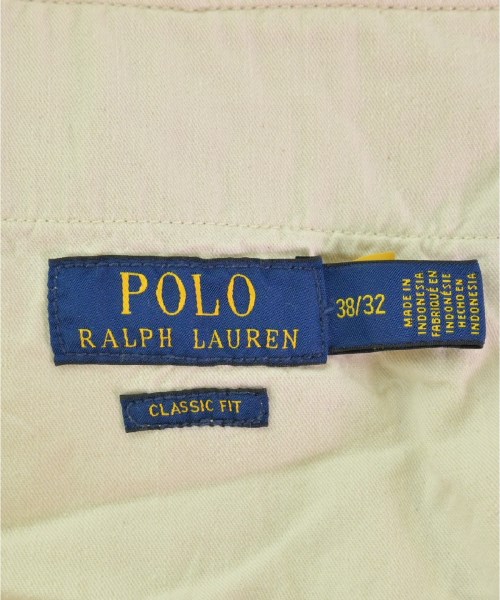 POLO
RALPH LAUREN
38/32
MADE IN
INDONESIA
FABRIQUÉ EN
INDONÉSIE
HECHO EN
INDONESIA
CLASSIC FIT